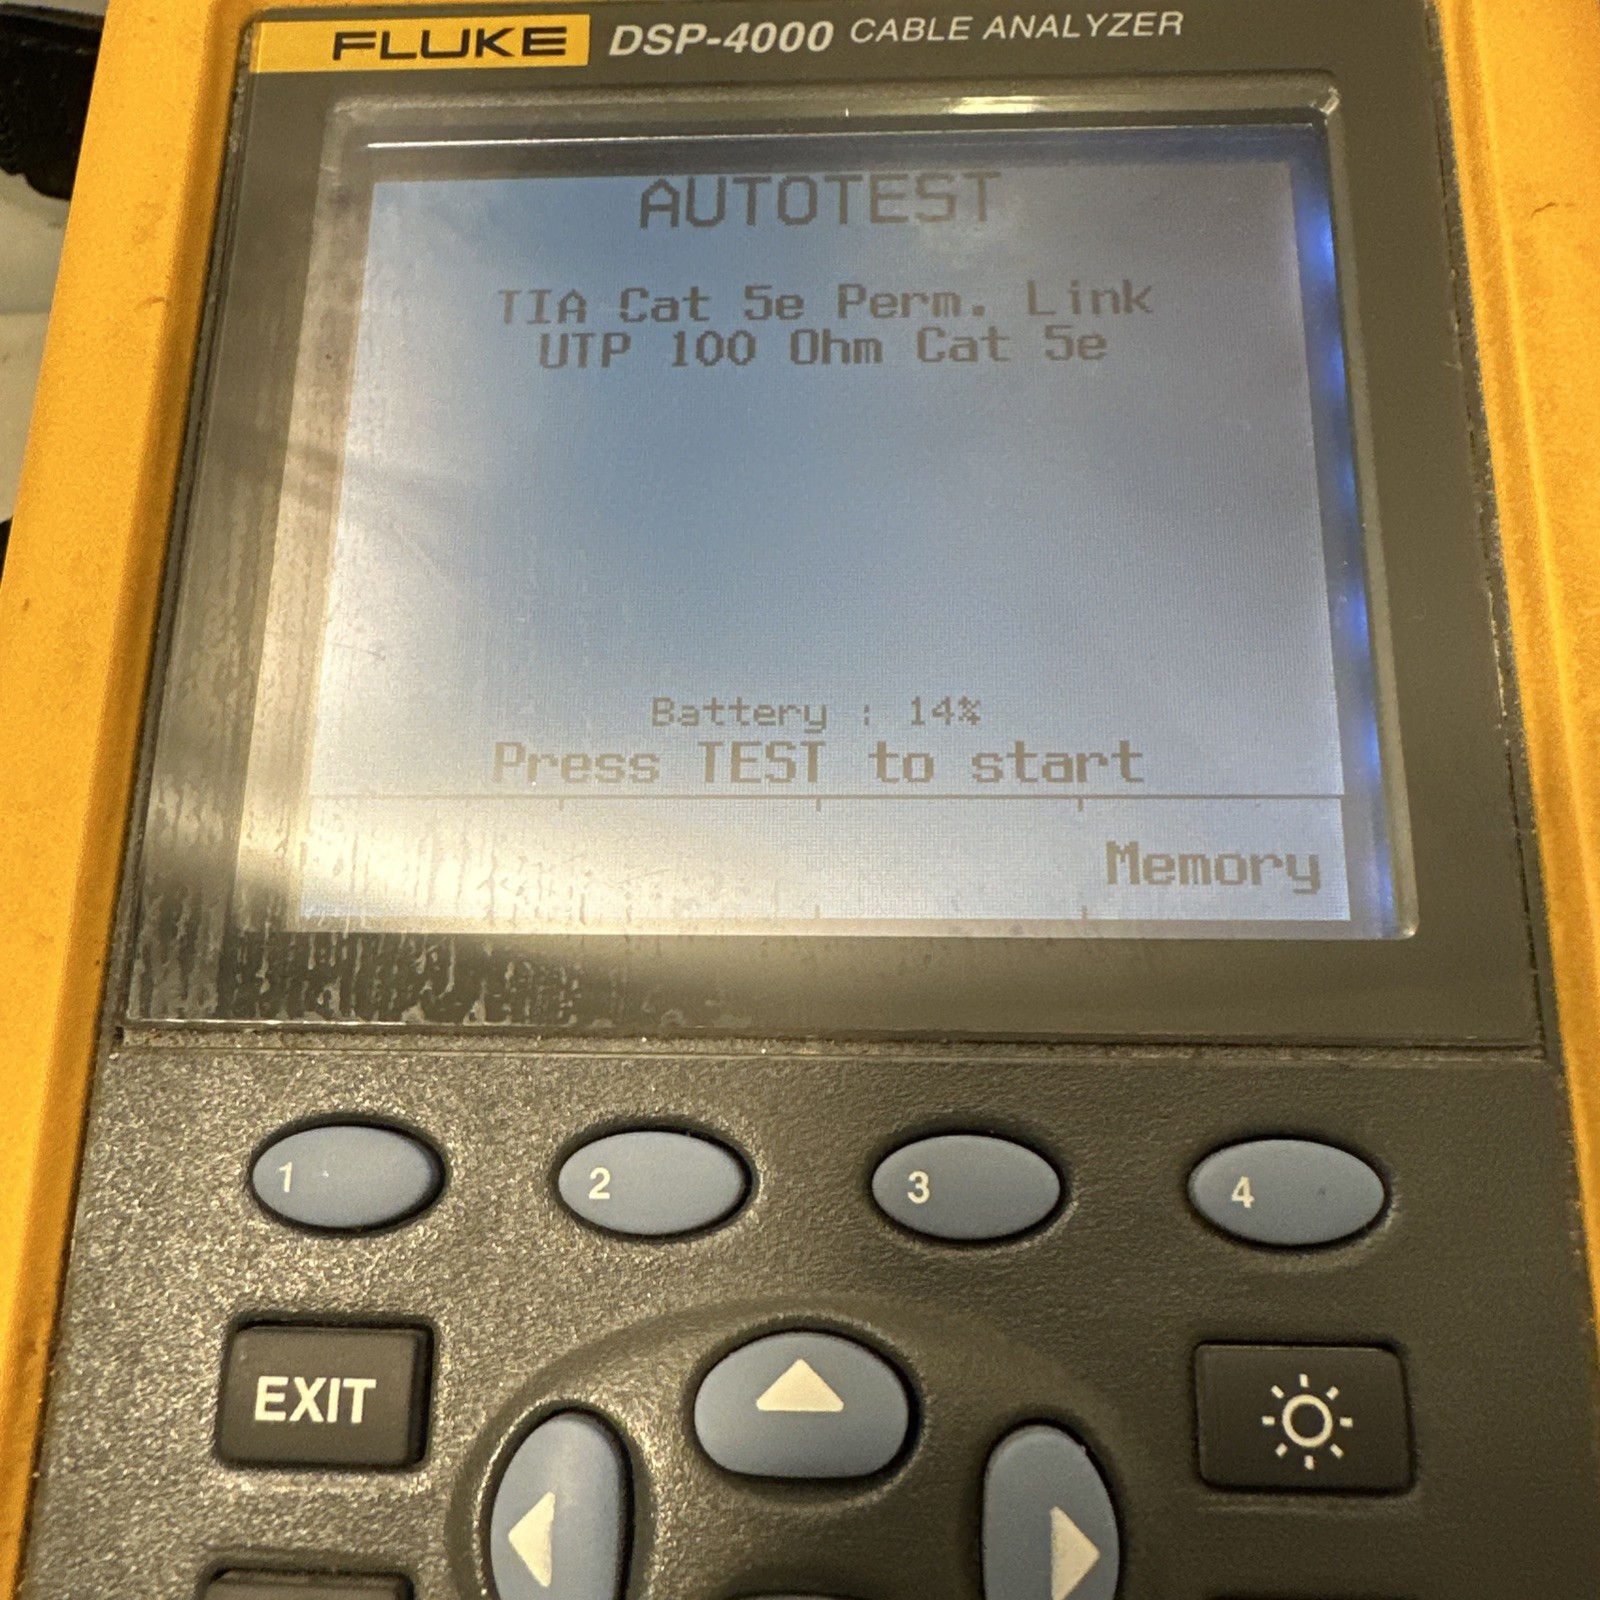 FLUKE DSP-4000 CABLE ANALYZER
AUTOTEST
TIA Cat 5e Perm. Link
UTP 100 Ohm Cat 5e
Battery : 14%
Press TEST to start
Memory
1 2 3 4
EXIT